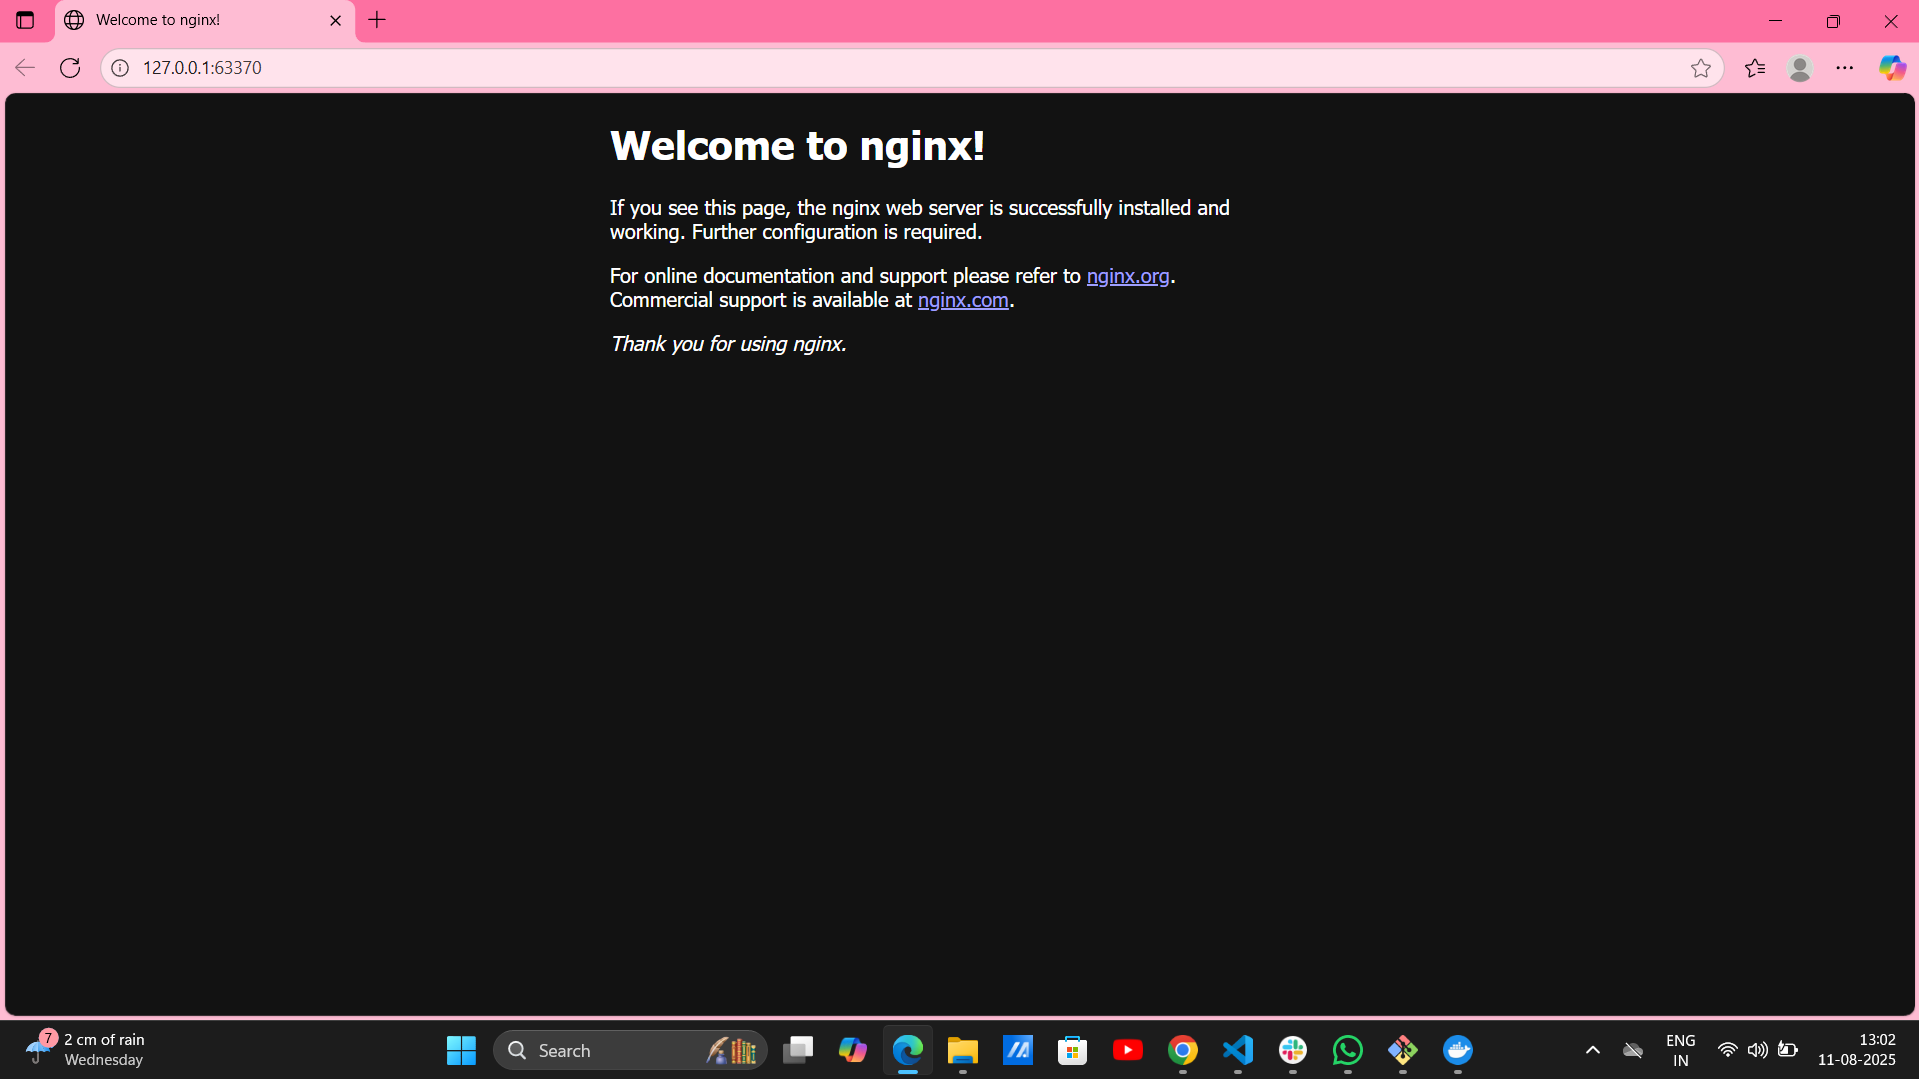 Welcome to nginx!
127.0.0.1:63370
Welcome to nginx!
If you see this page, the nginx web server is successfully installed and
working. Further configuration is required.
For online documentation and support please refer to nginx.org.
Commercial support is available at nginx.com.
Thank you for using nginx.
7
2 cm of rain
Wednesday
Search
ENG
IN
13:02
11-08-2025